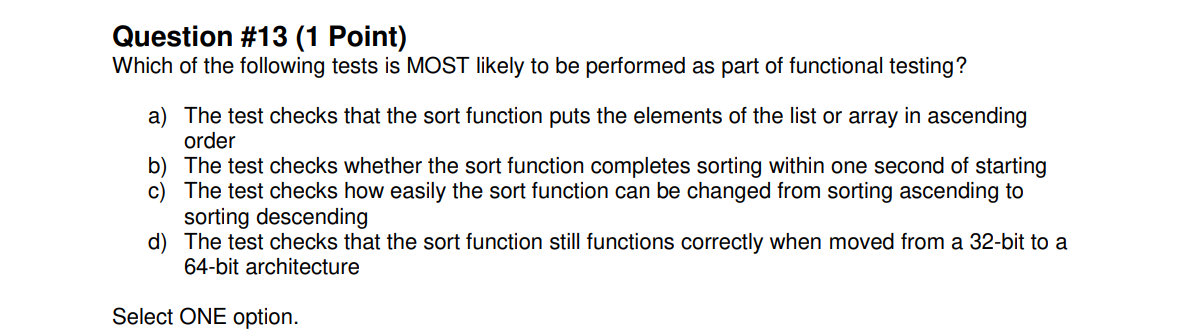 Question #13 (1 Point)
Which of the following tests is MOST likely to be performed as part of functional testing?
a) The test checks that the sort function puts the elements of the list or array in ascending
order
b) The test checks whether the sort function completes sorting within one second of starting
c) The test checks how easily the sort function can be changed from sorting ascending to
sorting descending
d) The test checks that the sort function still functions correctly when moved from a 32-bit to a
64-bit architecture
Select ONE option.